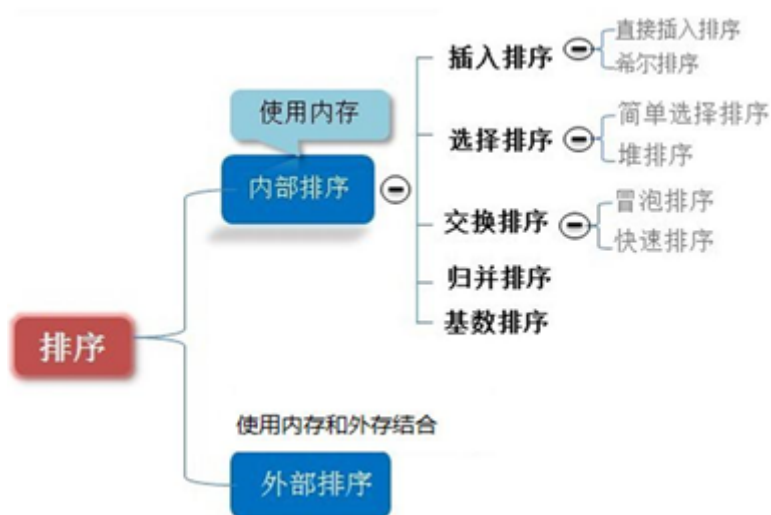 直接插入排序
插入排序
希尔排序
使用内存
简单选择排序
选择排序
堆排序
内部排序
冒泡排序
交换排序
快速排序
归并排序
基数排序
排序
使用内存和外存结合
外部排序